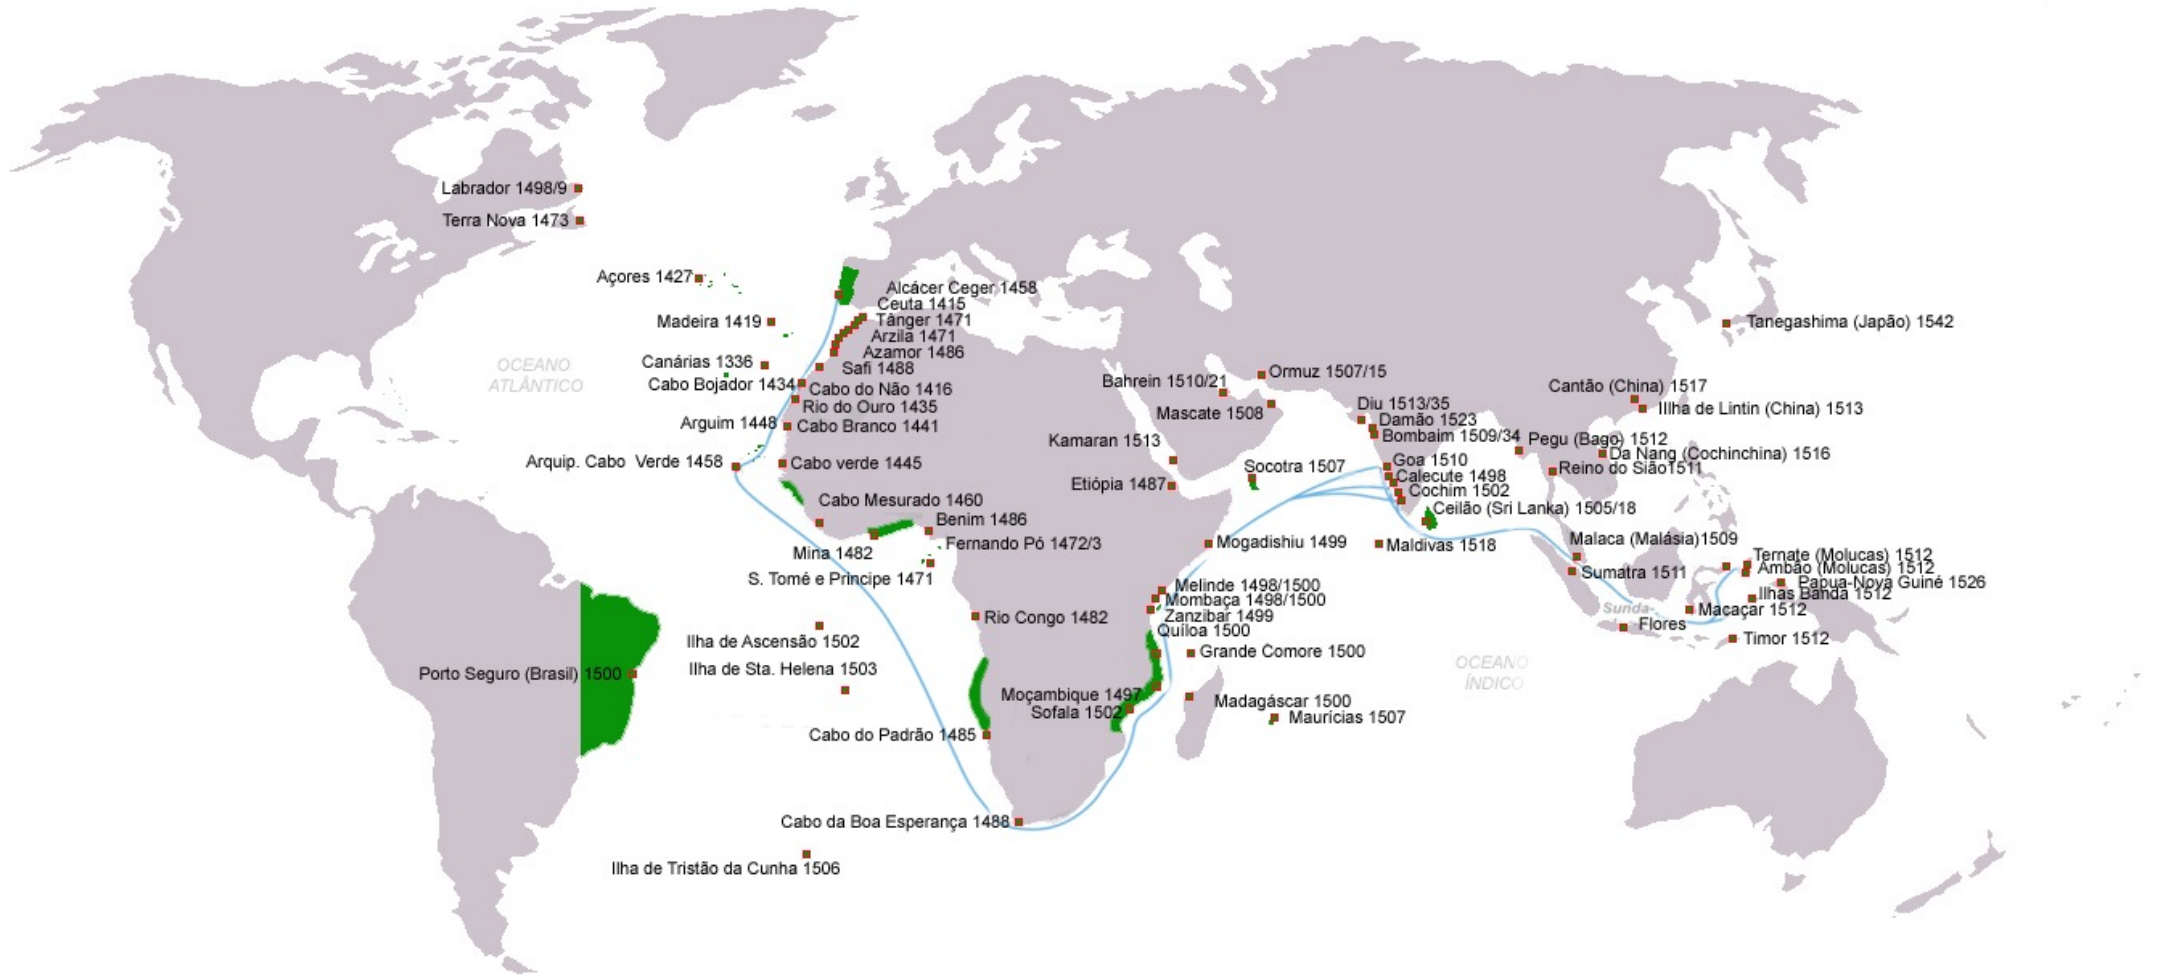 Labrador 1498/9
Terra Nova 1473
Açores 1427
Madeira 1419
Canárias 1336
Cabo Bojador 1434
Arguim 1448
Arquip. Cabo Verde 1458
OCEANO
ATLÂNTICO
Alcácer Ceger 1458
Ceuta 1415
Tânger 1471
Arzila 1471
Azamor 1486
Safi 1488
Cabo do Não 1416
Rio do Ouro 1435
Cabo Branco 1441
Cabo verde 1445
Cabo Mesurado 1460
Benim 1486
Fernando Pó 1472/3
Mina 1482
S. Tomé e Príncipe 1471
Rio Congo 1482
Ilha de Ascensão 1502
Ilha de Sta. Helena 1503
Porto Seguro (Brasil) 1500
Cabo do Padrão 1485
Cabo da Boa Esperança 1488
Ilha de Tristão da Cunha 1506
Bahrein 1510/21
Ormuz 1507/15
Mascate 1508
Kamaran 1513
Etiópia 1487
Socotra 1507
Mogadishiu 1499
Melinde 1498/1500
Mombaça 1498/1500
Zanzibar 1499
Quíloa 1500
Grande Comore 1500
Moçambique 1497
Sofala 1502
Madagáscar 1500
Maurícias 1507
Diu 1513/35
Damão 1523
Bombaim 1509/34
Goa 1510
Calecute 1498
Cochim 1502
Ceilão (Sri Lanka) 1505/18
Maldivas 1518
OCEANO
ÍNDICO
Tanegashima (Japão) 1542
Cantão (China) 1517
Illha de Lintin (China) 1513
Pegu (Bago) 1512
Da Nang (Cochinchina) 1516
Reino do Sião1511
Malaca (Malásia)1509
Sumatra 1511
Ternate (Molucas) 1512
Ambão (Molucas) 1512
Papua-Nova Guiné 1526
Ilhas Banda 1512
Macaçar 1512
Sunda-
Flores
Timor 1512